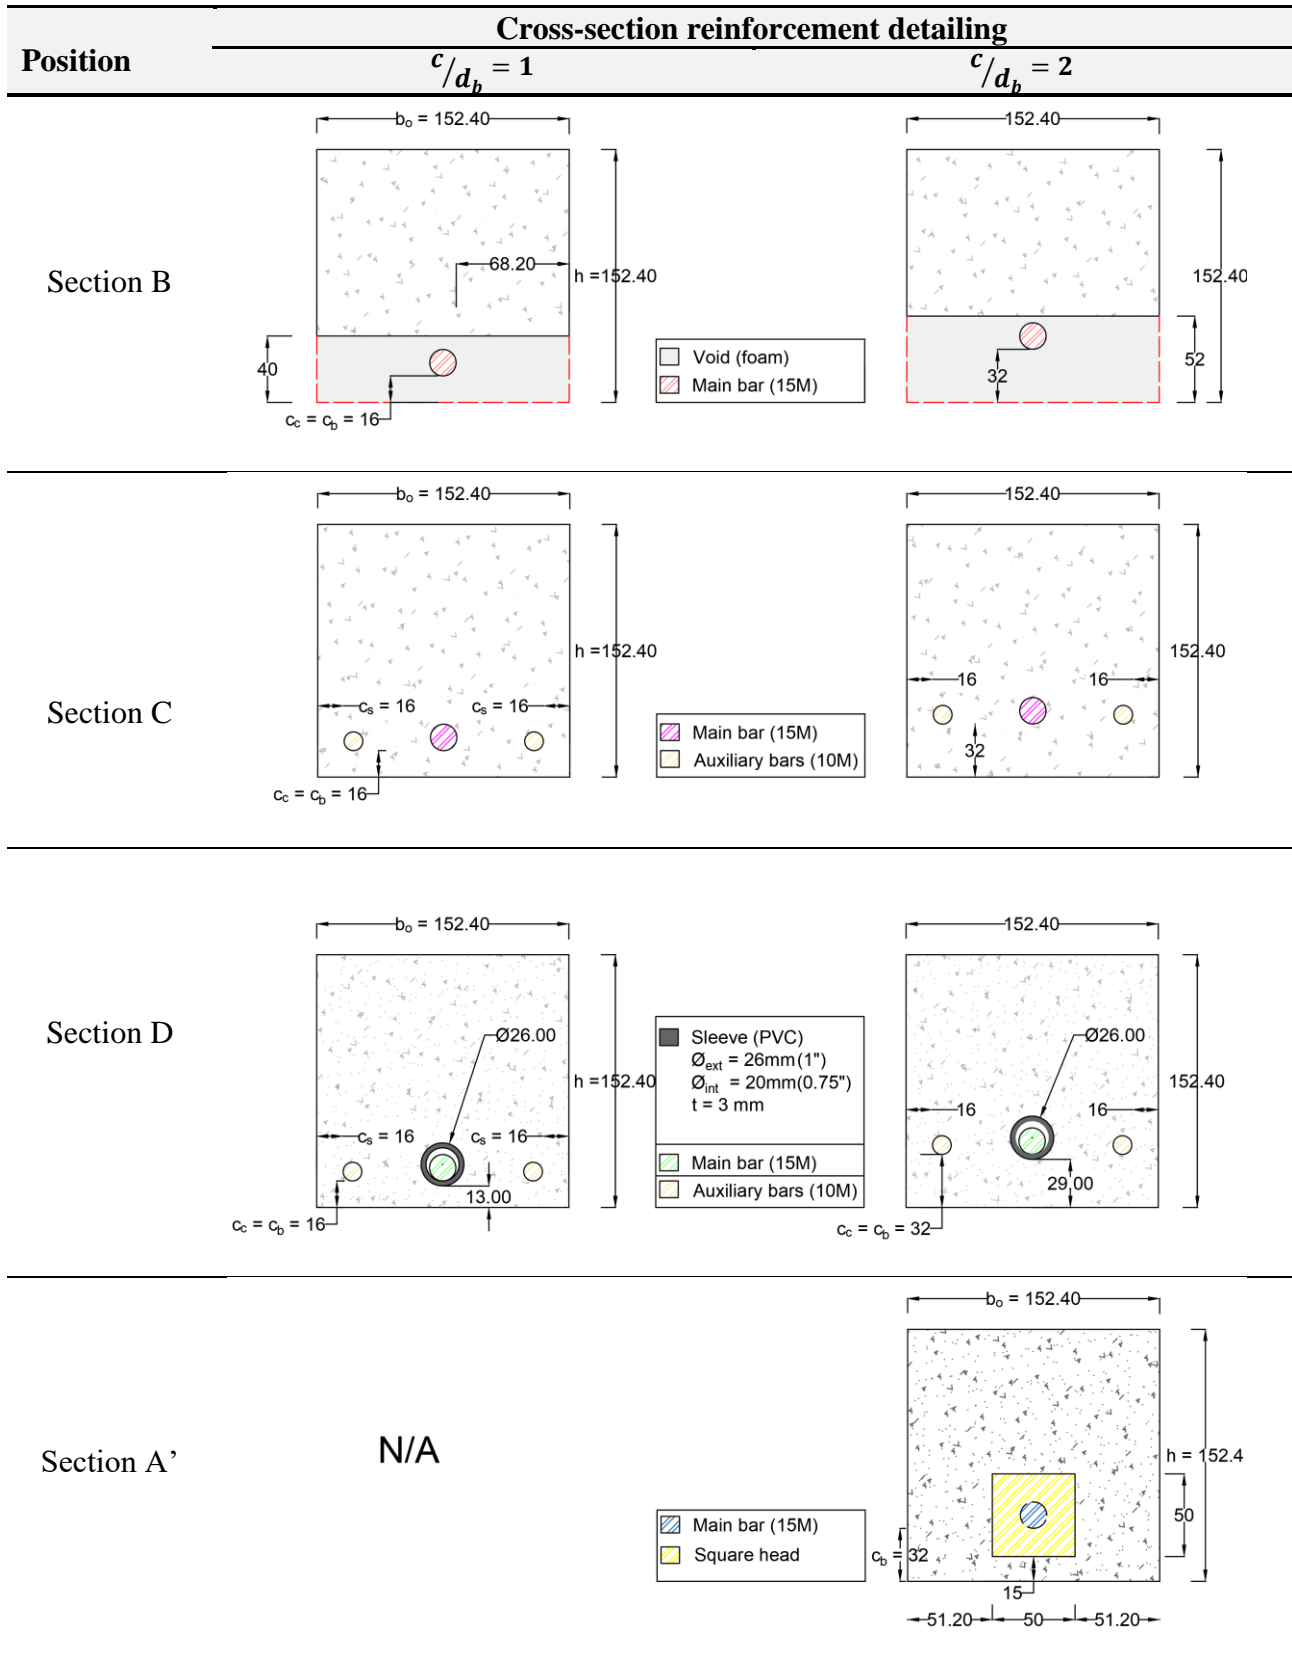 Cross-section reinforcement detailing
Position
c/d_b = 1
c/d_b = 2
Section B
b_o = 152.40
68.20
h =152.40
40
c_c = c_b = 16
Void (foam)
Main bar (15M)
152.40
152.40
32
52
Section C
b_o = 152.40
h =152.40
c_s = 16
c_s = 16
c_c = c_b = 16
Main bar (15M)
Auxiliary bars (10M)
152.40
152.40
16
16
32
Section D
b_o = 152.40
Ø26.00
h =152.40
c_s = 16
c_s = 16
13.00
c_c = c_b = 16
Sleeve (PVC)
Ø_ext = 26mm(1")
Ø_int = 20mm(0.75")
t = 3 mm
Main bar (15M)
Auxiliary bars (10M)
152.40
Ø26.00
152.40
16
16
29.00
c_c = c_b = 32
Section A’
N/A
Main bar (15M)
Square head
b_o = 152.40
h = 152.4
50
c_b = 32
15
51.20
50
51.20